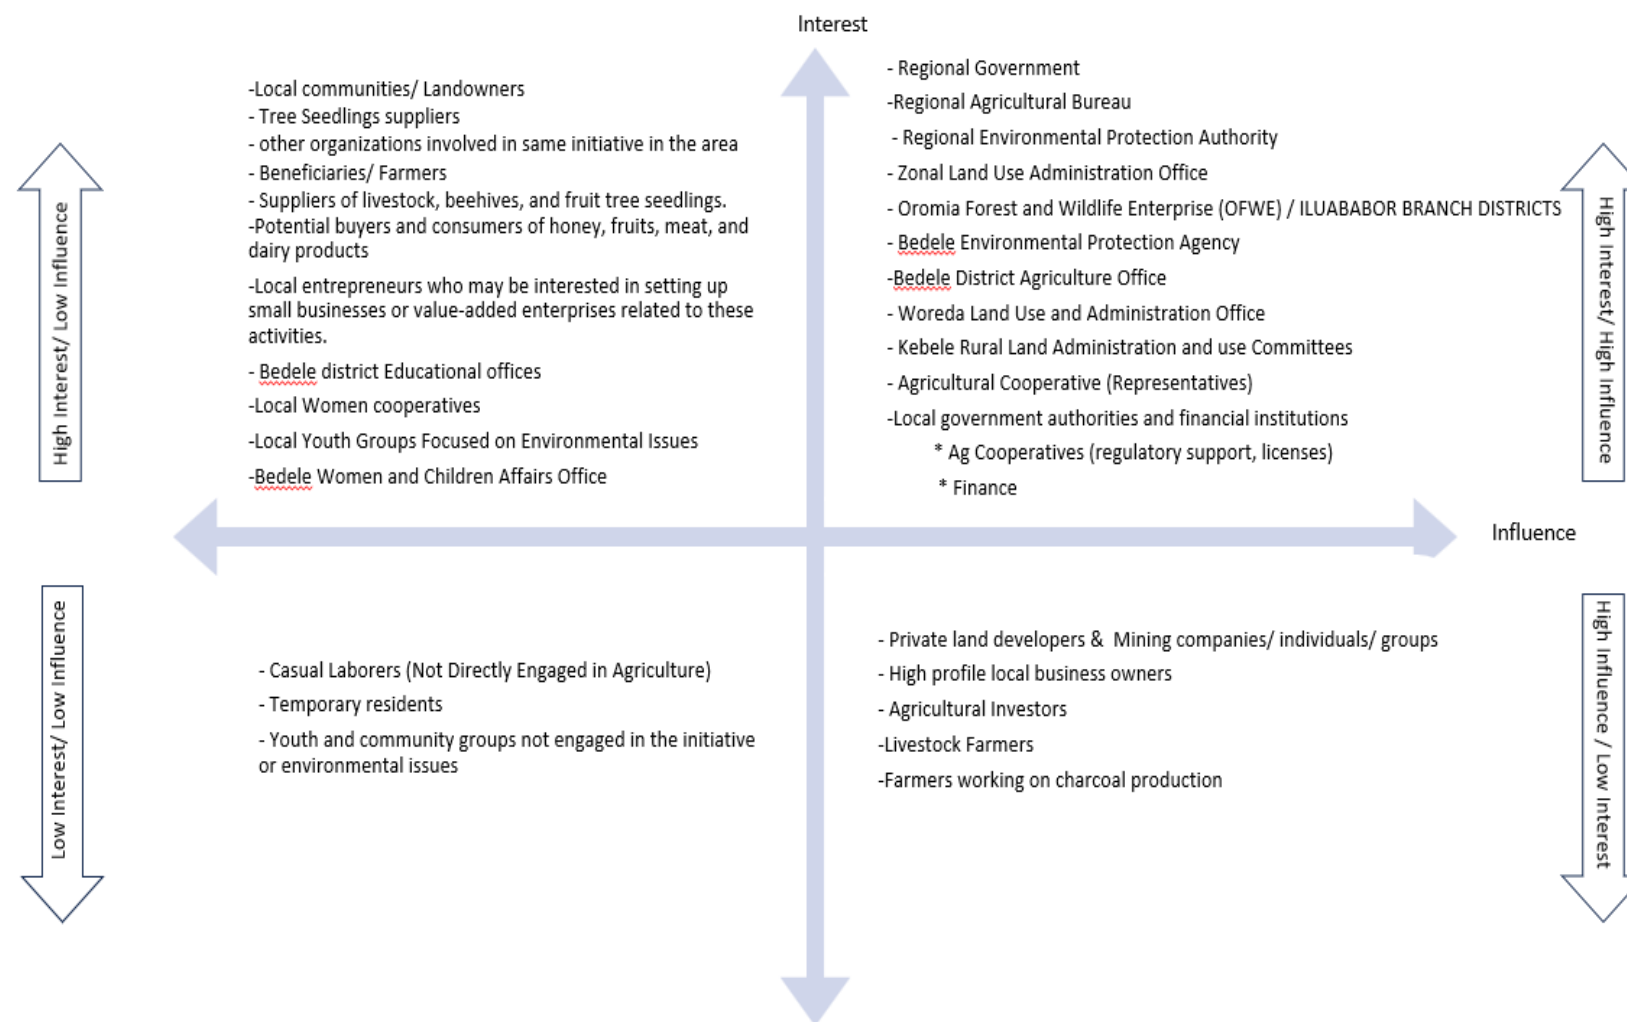 Interest
-Local communities/ Landowners
- Tree Seedlings suppliers
- other organizations involved in same initiative in the area
- Beneficiaries/ Farmers
- Suppliers of livestock, beehives, and fruit tree seedlings.
-Potential buyers and consumers of honey, fruits, meat, and
dairy products
-Local entrepreneurs who may be interested in setting up
small businesses or value-added enterprises related to these
activities.
- Bedele district Educational offices
-Local Women cooperatives
-Local Youth Groups Focused on Environmental Issues
-Bedele Women and Children Affairs Office
High Interest/ Low Influence
- Regional Government
-Regional Agricultural Bureau
- Regional Environmental Protection Authority
- Zonal Land Use Administration Office
- Oromia Forest and Wildlife Enterprise (OFWE) / ILUABABOR BRANCH DISTRICTS
- Bedele Environmental Protection Agency
-Bedele District Agriculture Office
- Woreda Land Use and Administration Office
- Kebele Rural Land Administration and use Committees
- Agricultural Cooperative (Representatives)
-Local government authorities and financial institutions
* Ag Cooperatives (regulatory support, licenses)
* Finance
High Interest/ High Influence
Influence
Low Interest/ Low Influence
- Casual Laborers (Not Directly Engaged in Agriculture)
- Temporary residents
- Youth and community groups not engaged in the initiative
or environmental issues
- Private land developers & Mining companies/ individuals/ groups
- High profile local business owners
- Agricultural Investors
-Livestock Farmers
-Farmers working on charcoal production
High Influence / Low Interest